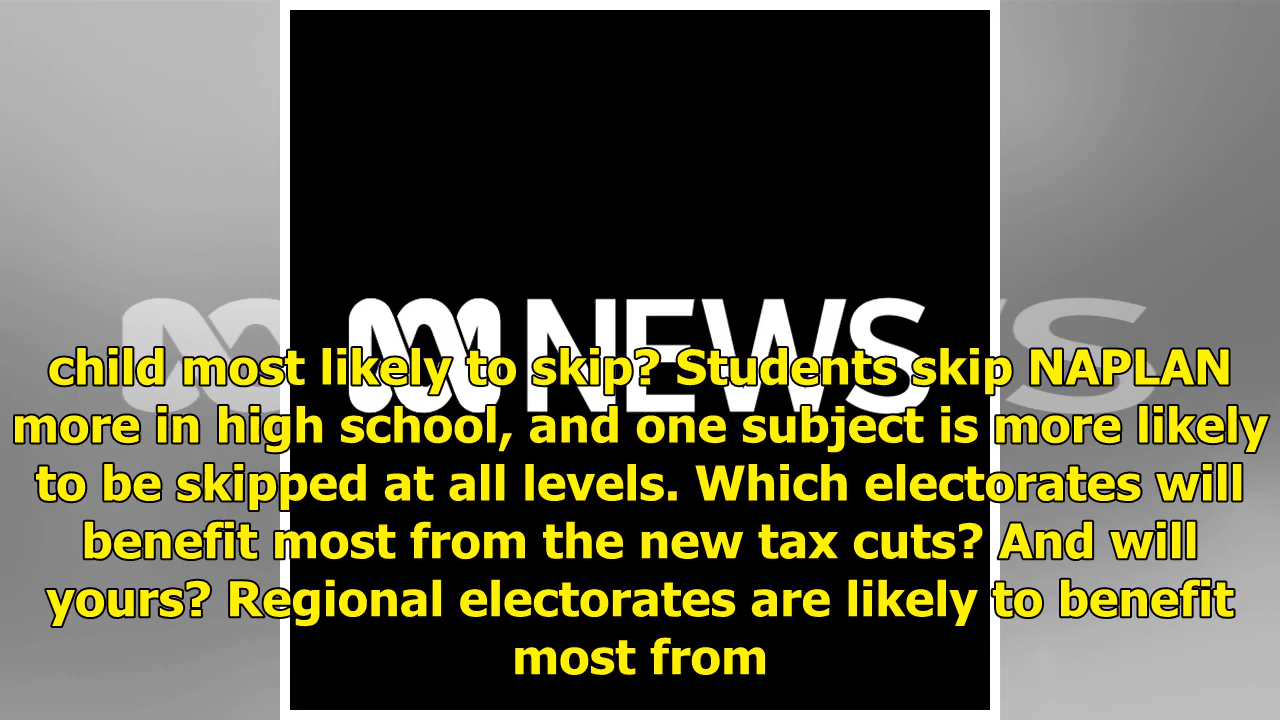 NEWS
child most likely to skip? Students skip NAPLAN
more in high school, and one subject is more likely
to be skipped at all levels. Which electorates will
benefit most from the new tax cuts? And will
yours? Regional electorates are likely to benefit
most from